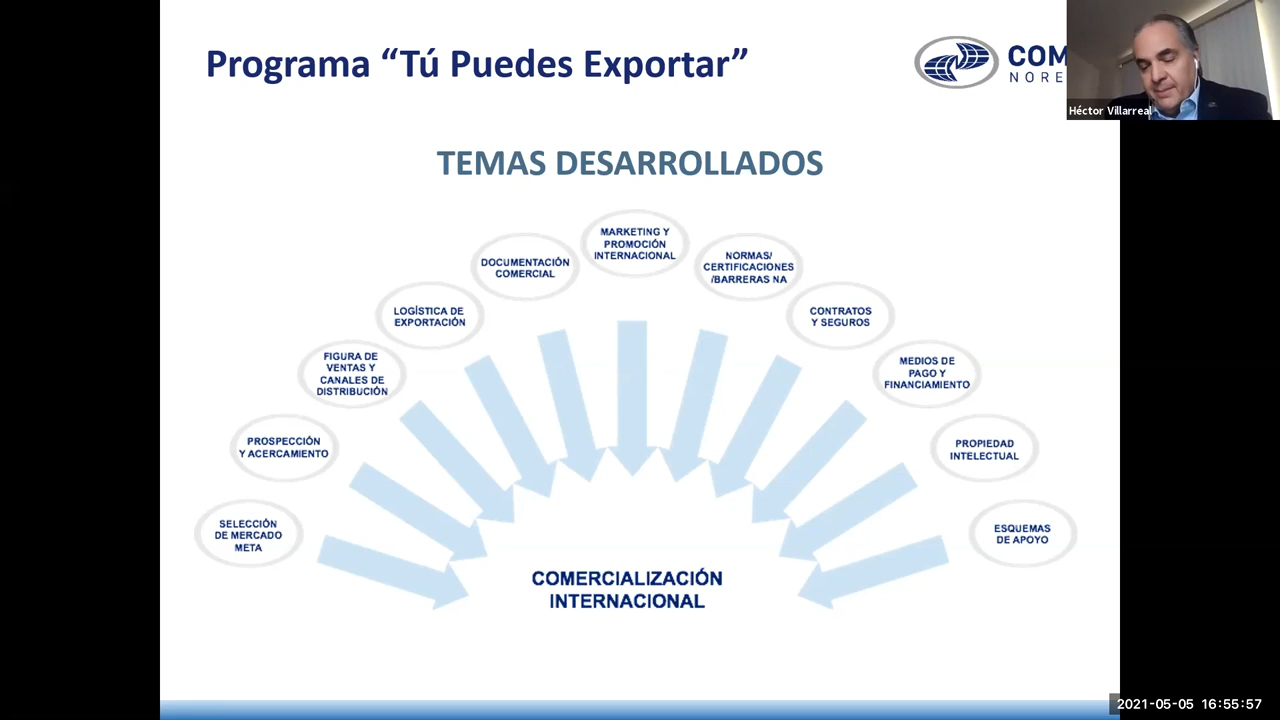 Programa “Tú Puedes Exportar”
NORE
Héctor Villarreal
TEMAS DESARROLLADOS
SELECCIÓN
DE MERCADO
META
PROSPECCIÓN
Y ACERCAMIENTO
FIGURA DE
VENTAS Y
CANALES DE
DISTRIBUCIÓN
LOGÍSTICA DE
EXPORTACIÓN
DOCUMENTACIÓN
COMERCIAL
MARKETING Y
PROMOCIÓN
INTERNACIONAL
NORMAS/
CERTIFICACIONES
/BARRERAS NA
CONTRATOS
Y SEGUROS
MEDIOS DE
PAGO Y
FINANCIAMIENTO
PROPIEDAD
INTELECTUAL
ESQUEMAS
DE APOYO
COMERCIALIZACIÓN
INTERNACIONAL
2021-05-05 16:55:57